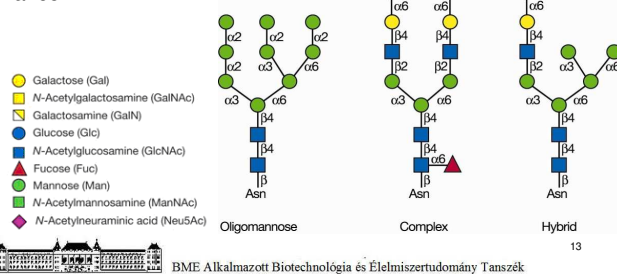 α6 α6 α6
β4 β4 β4
α2 α2 α2
α2 α3 α6 β2 β2 β2 α3 α6
α3 α6 α3 α6 α3 α6
β4 β4 β4
β4 β4 α6 β4
β β β
Asn Asn Asn
Oligomannose Complex Hybrid
Galactose (Gal)
N-Acetylgalactosamine (GalNAc)
Galactosamine (GalN)
Glucose (Glc)
N-Acetylglucosamine (GlcNAc)
Fucose (Fuc)
Mannose (Man)
N-Acetylmannosamine (ManNAc)
N-Acetylneuraminic acid (Neu5Ac)
13
BME Alkalmazott Biotechnológia és Élelmiszertudomány Tanszék